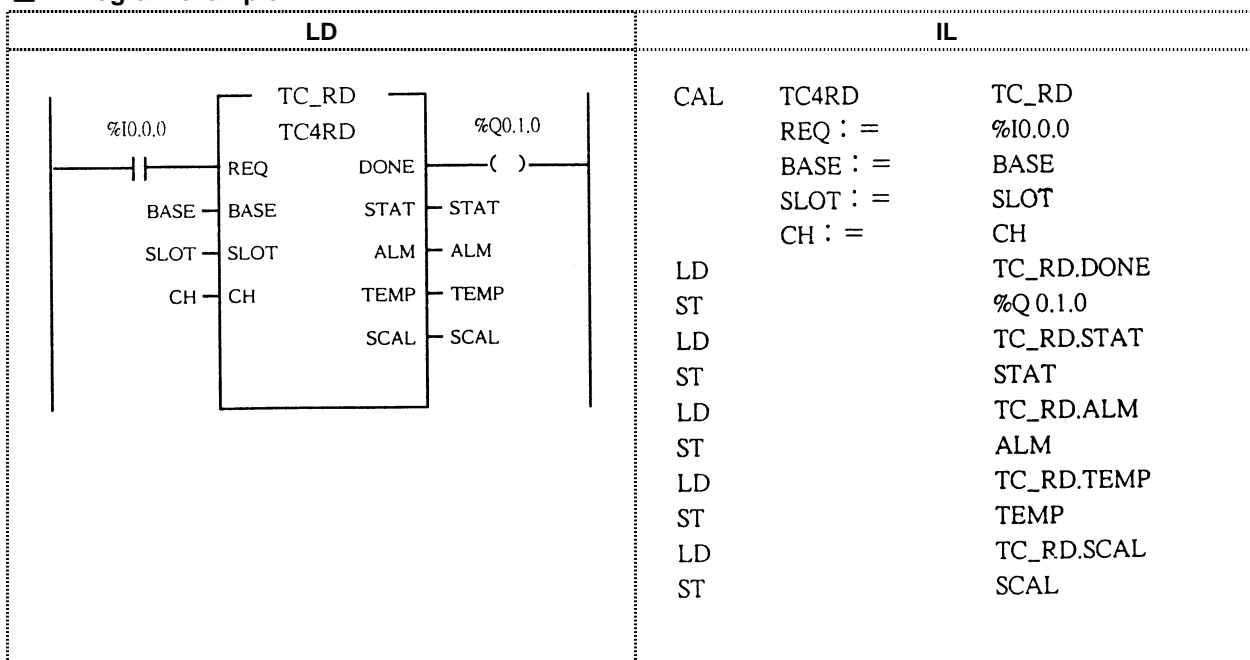 LD
IL
TC_RD
TC4RD
%I0.0.0
%Q0.1.0
REQ DONE
BASE BASE STAT STAT
SLOT SLOT ALM ALM
CH CH TEMP TEMP
SCAL SCAL
CAL TC4RD TC_RD
REQ := %I0.0.0
BASE := BASE
SLOT := SLOT
CH := CH
LD TC_RD.DONE
ST %Q 0.1.0
LD TC_RD.STAT
ST STAT
LD TC_RD.ALM
ST ALM
LD TC_RD.TEMP
ST TEMP
LD TC_RD.SCAL
ST SCAL